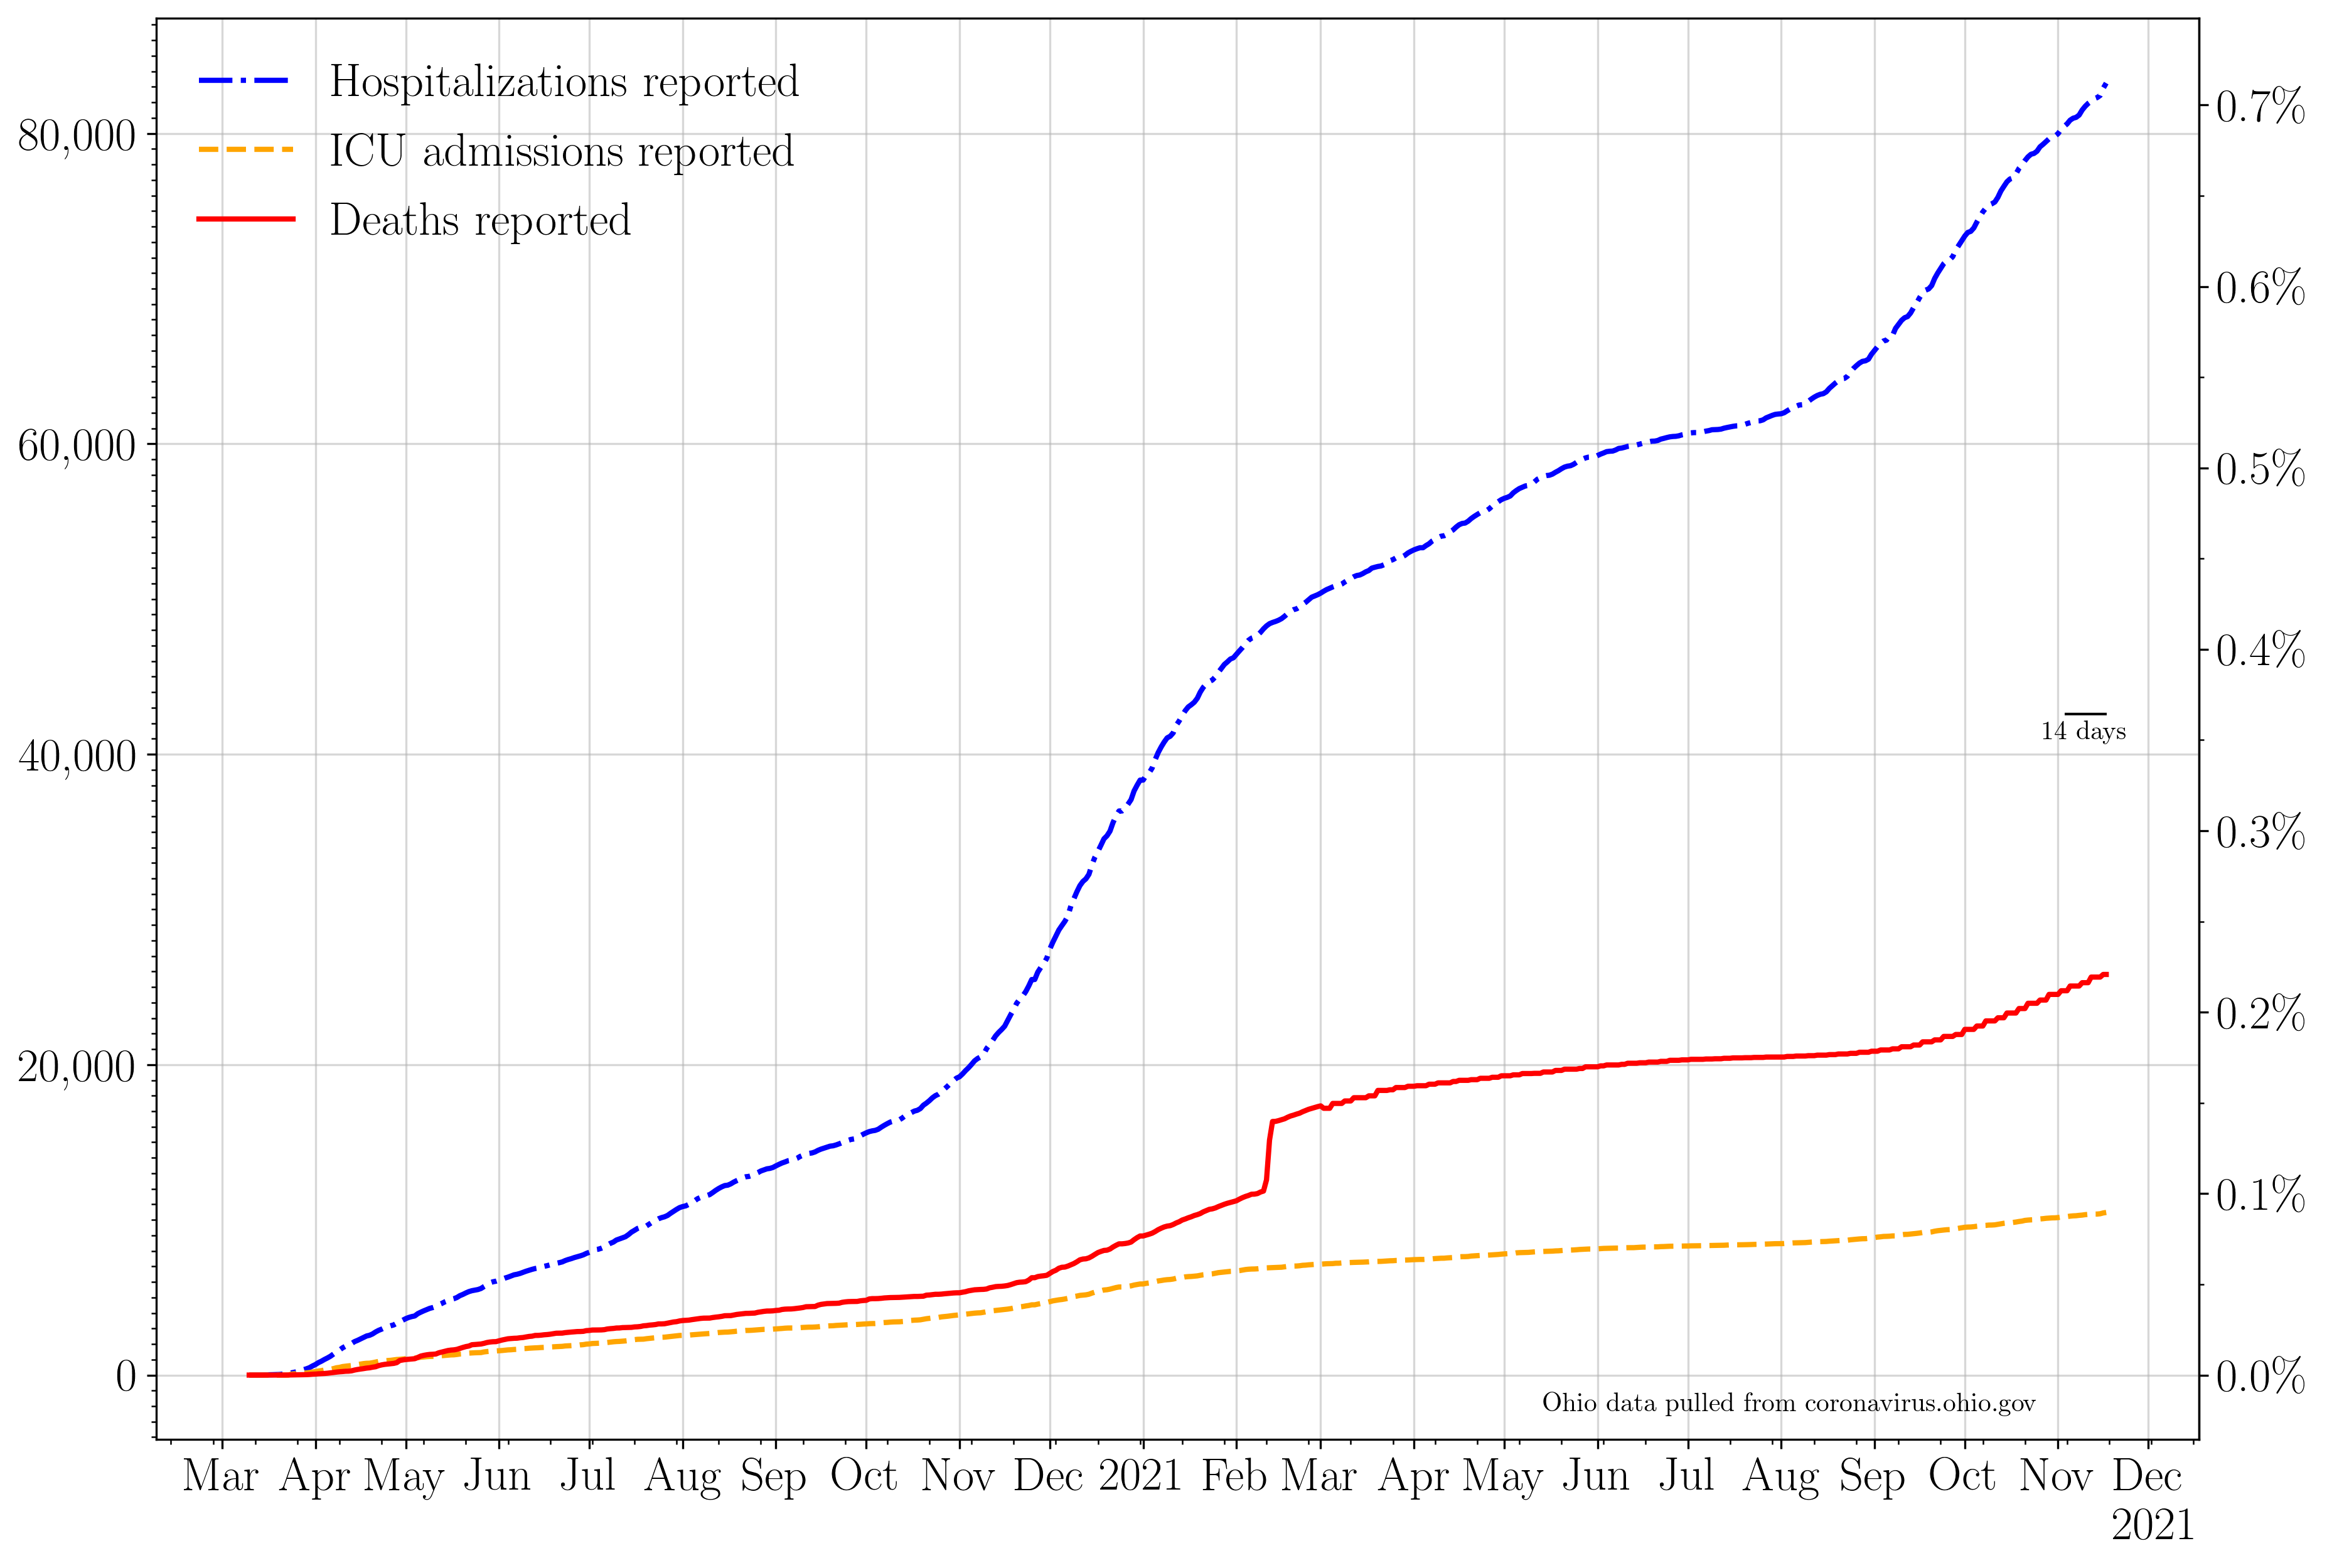 Hospitalizations reported
ICU admissions reported
Deaths reported
80,000
60,000
40,000
20,000
0
0.7%
0.6%
0.5%
0.4%
0.3%
0.2%
0.1%
0.0%
14 days
Ohio data pulled from coronavirus.ohio.gov
Mar Apr May Jun Jul Aug Sep Oct Nov Dec 2021 Feb Mar Apr May Jun Jul Aug Sep Oct Nov Dec
2021